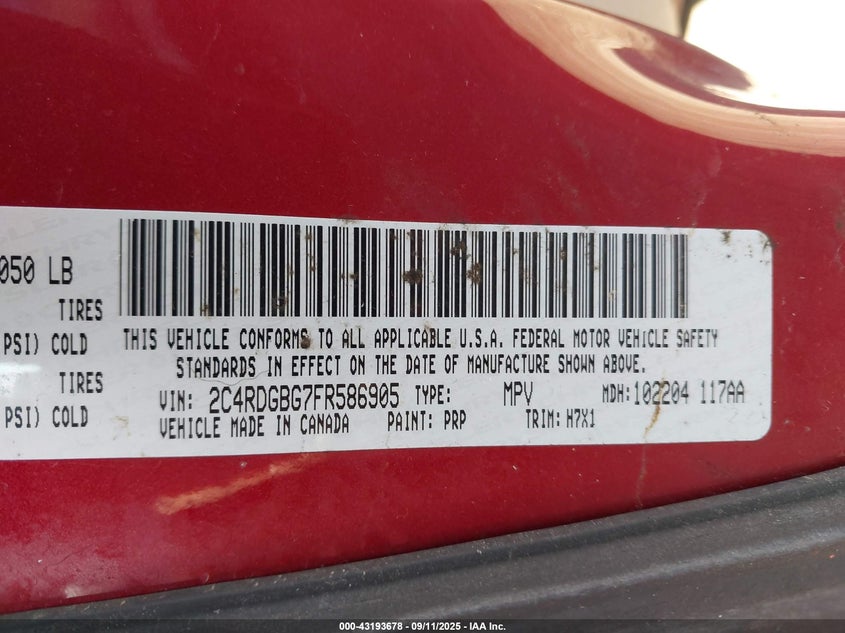 050 LB
TIRES
PSI) COLD
TIRES
PSI) COLD
THIS VEHICLE CONFORMS TO ALL APPLICABLE U.S.A. FEDERAL MOTOR VEHICLE SAFETY
STANDARDS IN EFFECT ON THE DATE OF MANUFACTURE SHOWN ABOVE.
VIN: 2C4RDGBG7FR586905 TYPE: MPV MDH: 102204 117AA
VEHICLE MADE IN CANADA PAINT: PRP TRIM: H7X1
000-43193678 - 09/11/2025 - IAA Inc.